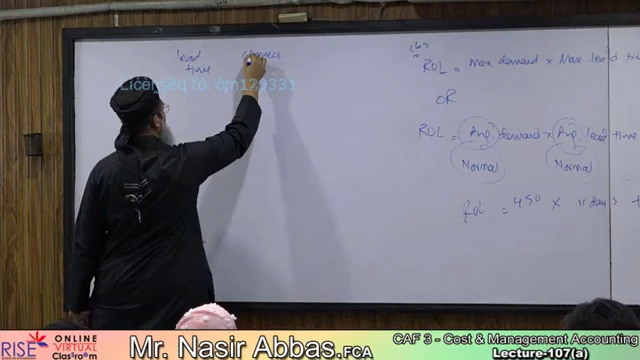 lead
time
chances
Licensed to: cm129331
(b)
ROL = Max demand x Max lead time
OR
ROL = Avg. demand x Avg. lead time
Normal Normal
ROL = 450 x 11 days +
RISE ONLINE VIRTUAL Classroom
Mr. Nasir Abbas.FCA
CAF 3 - Cost & Management Accounting
Lecture-107(a)